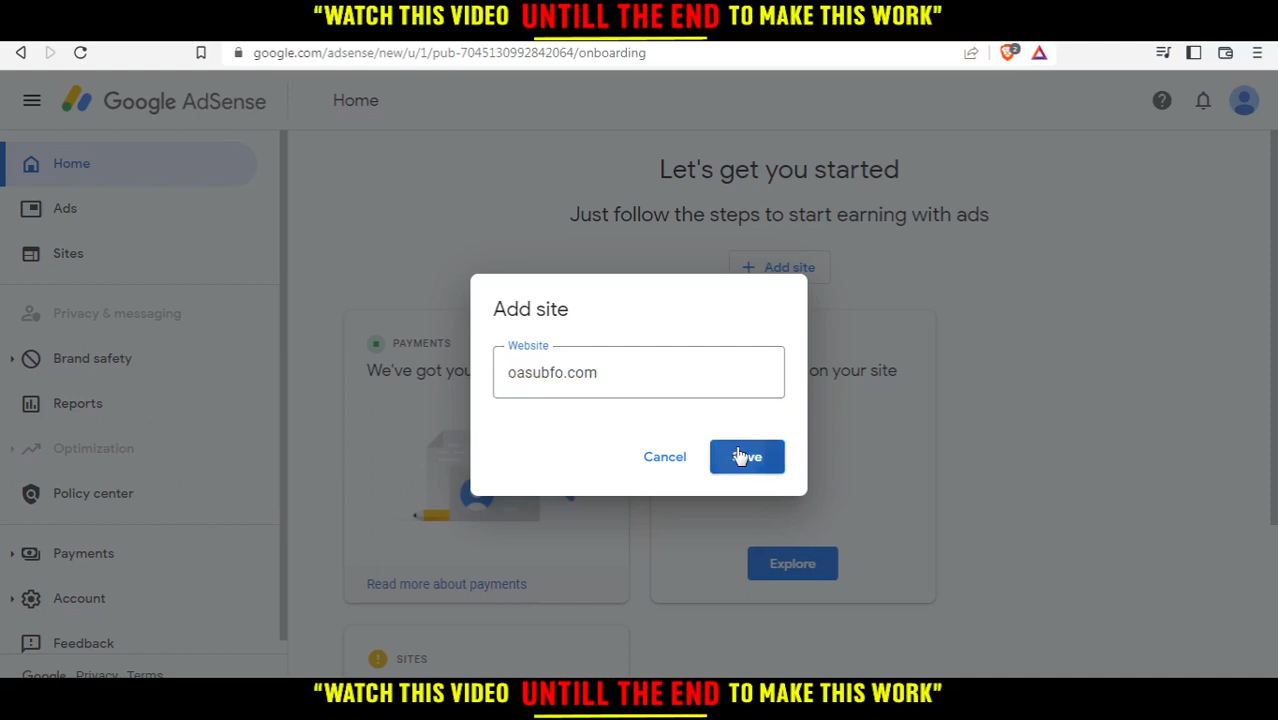 “WATCH THIS VIDEO UNTILL THE END TO MAKE THIS WORK”
google.com/adsense/new/u/1/pub-7045130992842064/onboarding
2
Google AdSense
Home
Home
Ads
Sites
Privacy & messaging
Brand safety
Reports
Optimization
Policy center
Payments
Account
Feedback
Google Privacy Terms
Let's get you started
Just follow the steps to start earning with ads
+ Add site
PAYMENTS
We've got you
on your site
Add site
Website
oasubfo.com
Cancel
Read more about payments
Explore
SITES
“WATCH THIS VIDEO UNTILL THE END TO MAKE THIS WORK”